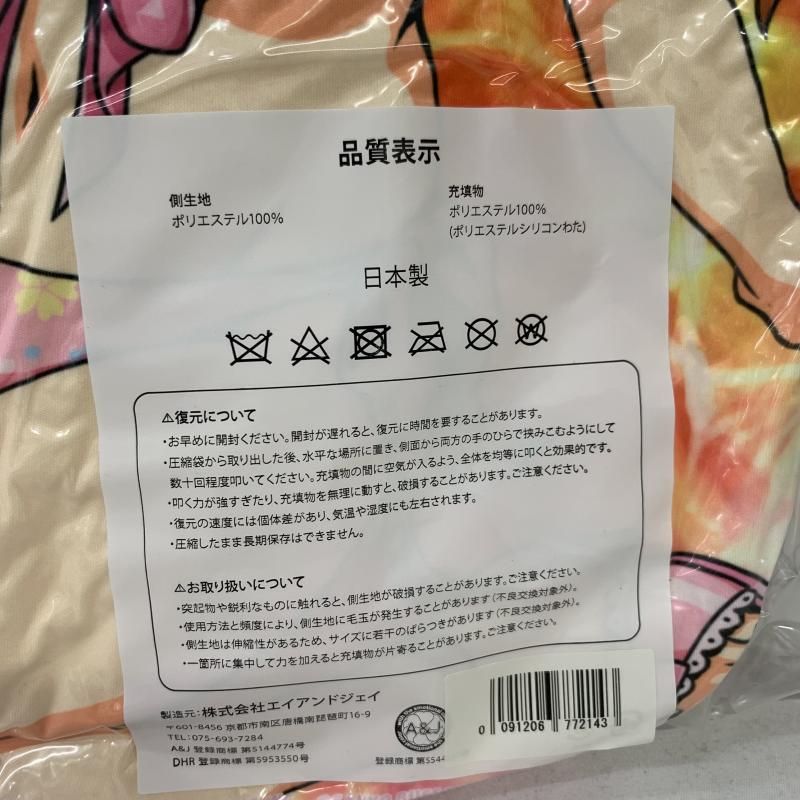 品質表示
側生地
ポリエステル100%
充填物
ポリエステル100%
(ポリエステルシリコンわた)
日本製
⚠復元について
・お早めに開封ください。開封が遅れると、復元に時間を要することがあります。
・圧縮袋から取り出した後、水平な場所に置き、側面から両方の手のひらで挟みこむようにして
数十回程度叩いてください。充填物の間に空気が入るよう、全体を均等に叩くと効果的です。
・叩く力が強すぎたり、充填物を無理に動すと、破損することがあります。ご注意ください。
・復元の速度には個体差があり、気温や湿度にも左右されます。
・圧縮したまま長期保存はできません。
⚠お取り扱いについて
・突起物や鋭利なものに触れると、側生地が破損することがあります。ご注意ください。
・使用方法と頻度により、側生地に毛玉が発生することがあります(不良交換対象外)。
・側生地は伸縮性があるため、サイズに若干のばらつきがあります(不良交換対象外)。
・一箇所に集中して力を加えると充填物が片寄ることがあります。ご注意ください。
製造元:株式会社エイアンドジェイ
〒601-8456 京都市南区唐橋南琵琶町16-9
TEL:075-693-7284
A&J 登録商標 第5144774号
DHR 登録商標 第5953550号
A&J
登録商標 第544
0 091206 772143